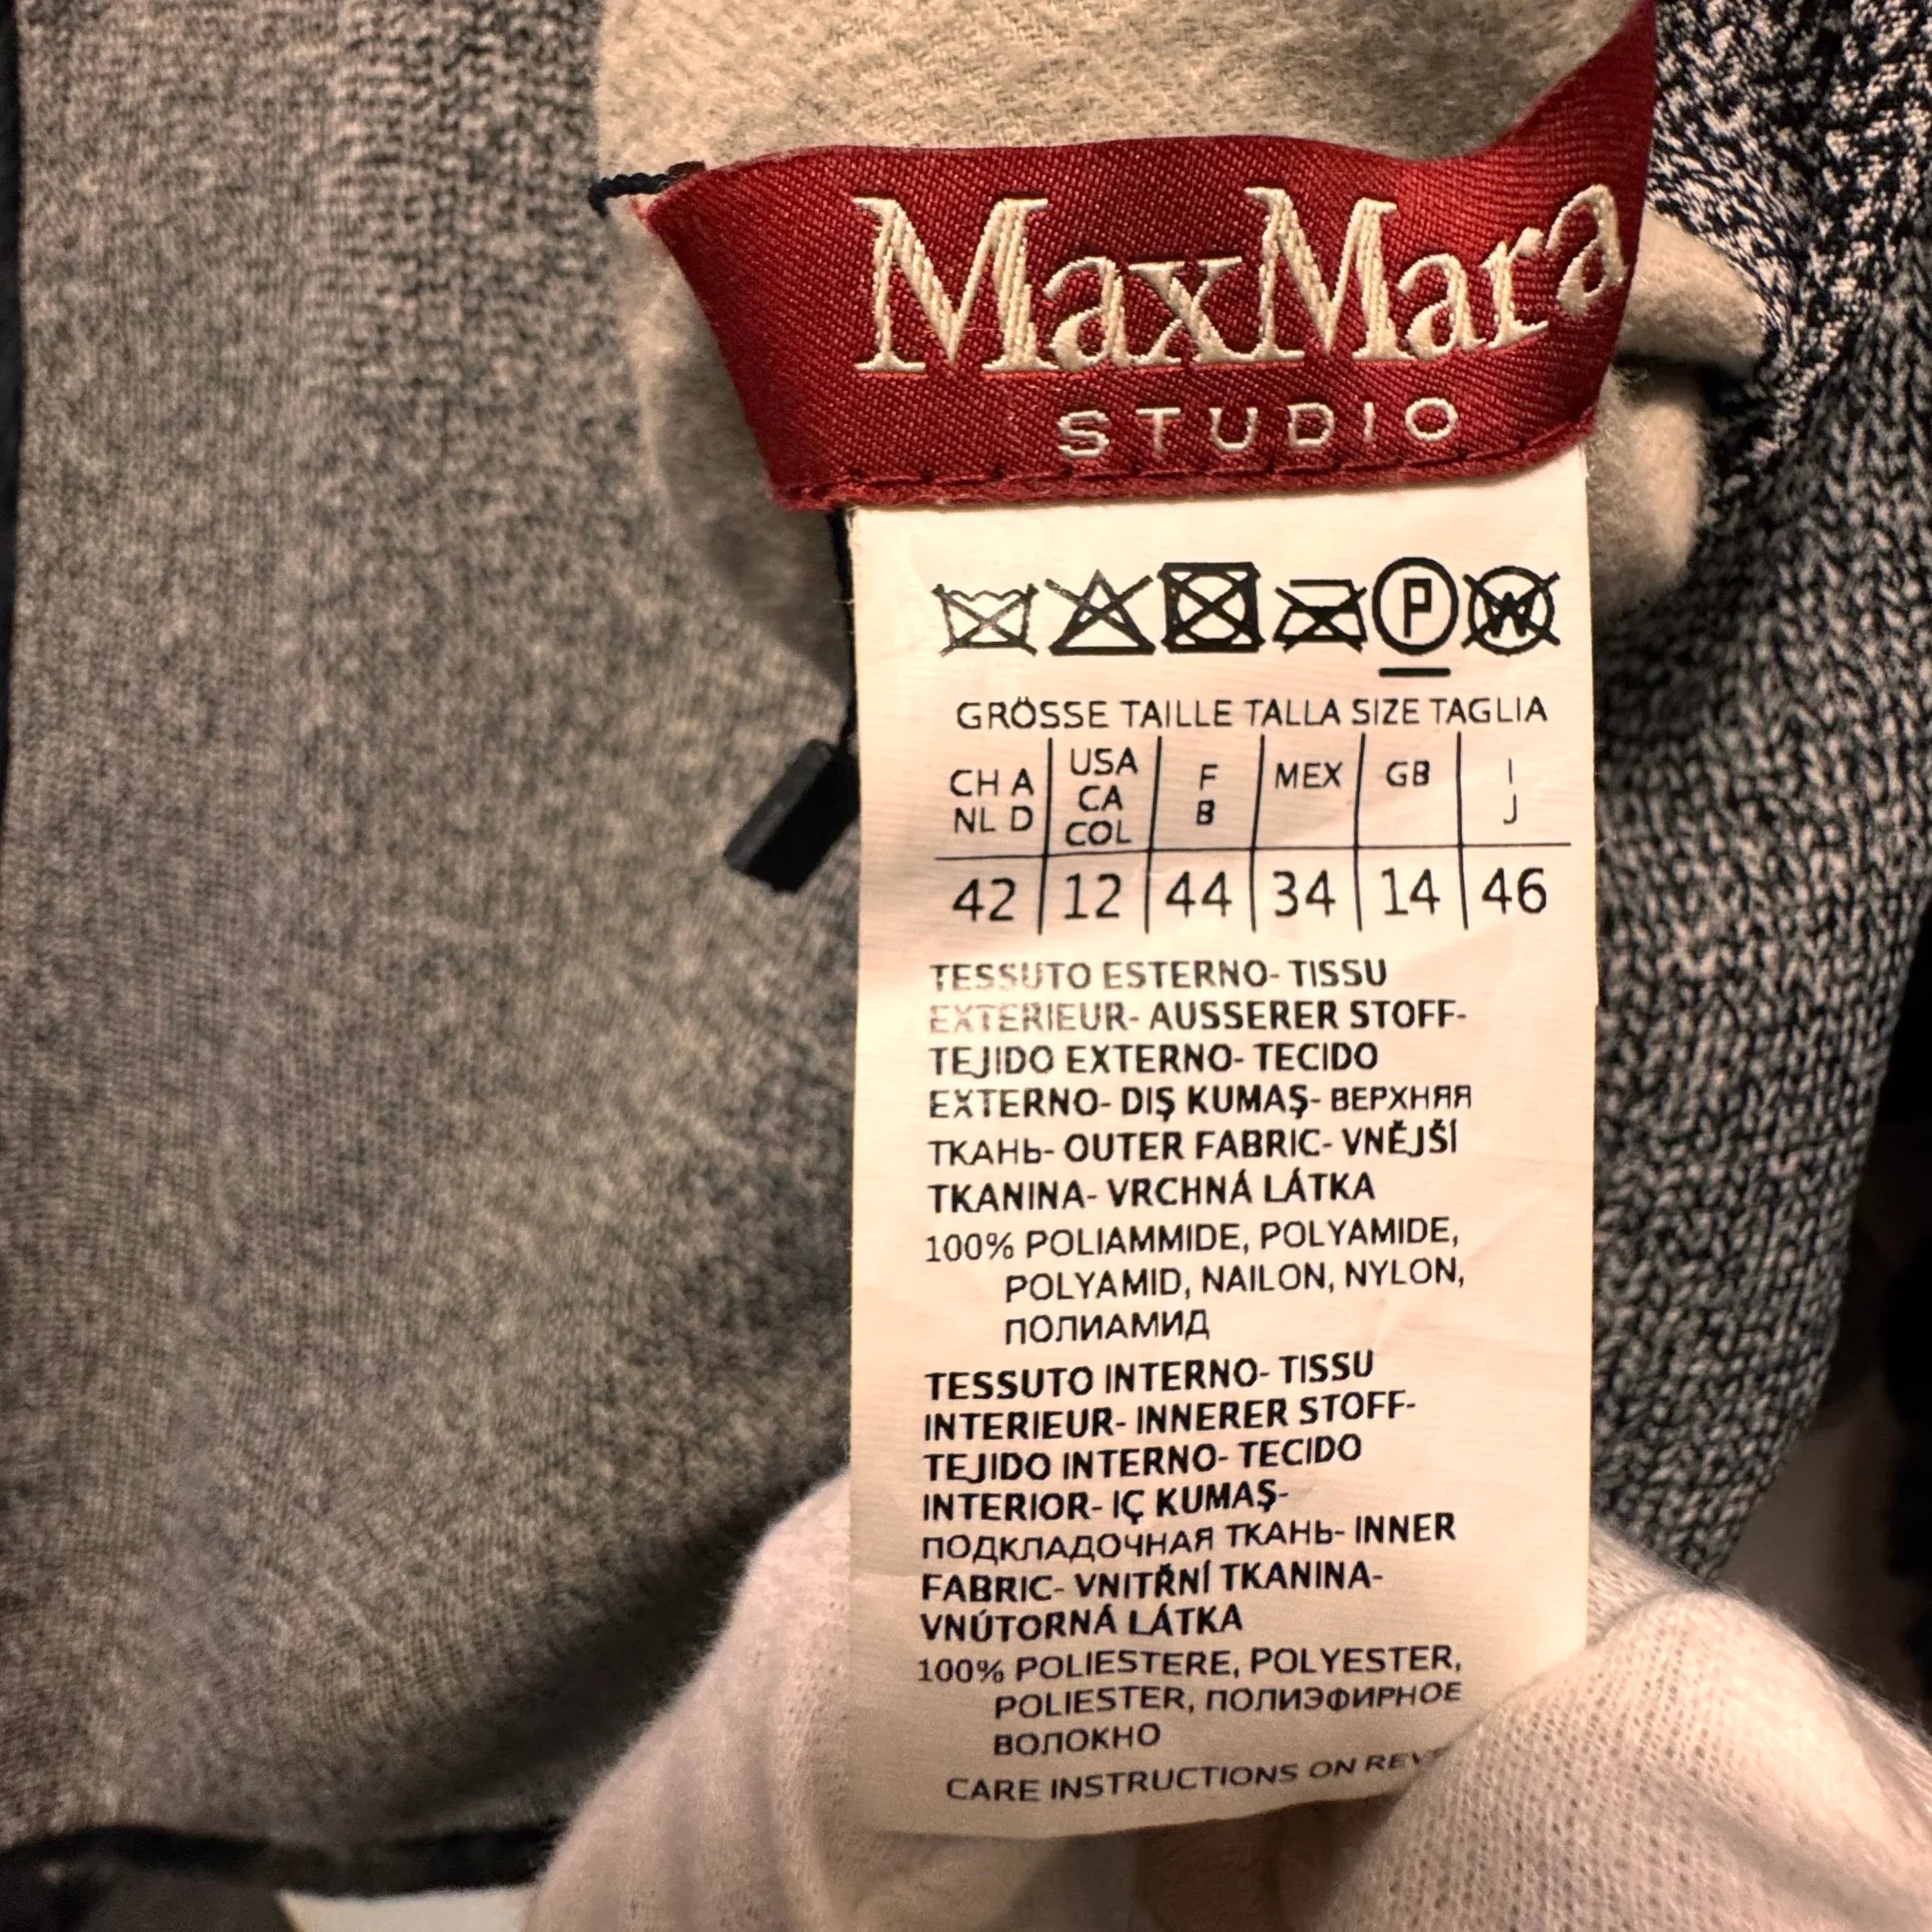 MaxMara
STUDIO
P W
GRÖSSE TAILLE TALLA SIZE TAGLIA
CH A NL D USA CA COL F B MEX GB I J
42 12 44 34 14 46
TESSUTO ESTERNO- TISSU
EXTERIEUR- AUSSERER STOFF-
TEJIDO EXTERNO- TECIDO
EXTERNO- DIŞ KUMAŞ- ВЕРХНЯЯ
ТКАНЬ- OUTER FABRIC- VNĚJŠÍ
TKANINA- VRCHNÁ LÁTKA
100% POLIAMMIDE, POLYAMIDE,
POLYAMID, NAILON, NYLON,
ПОЛИАМИД
TESSUTO INTERNO- TISSU
INTERIEUR- INNERER STOFF-
TEJIDO INTERNO- TECIDO
INTERIOR- IÇ KUMAŞ-
ПОДКЛАДОЧНАЯ ТКАНЬ- INNER
FABRIC- VNITŘNÍ TKANINA-
VNÚTORNÁ LÁTKA
100% POLIESTERE, POLYESTER,
POLIESTER, ПОЛИЭФИРНОЕ
ВОЛОКНО
CARE INSTRUCTIONS ON